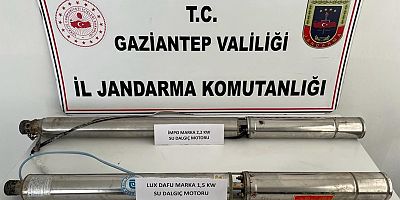 T.C.
GAZİANTEP VALİLİĞİ
İL JANDARMA KOMUTANLIĞI
İMPO MARKA 2,2 KW
SU DALGIÇ MOTORU
LUX DAFU MARKA 1,5 KW
SU DALGIÇ MOTORU